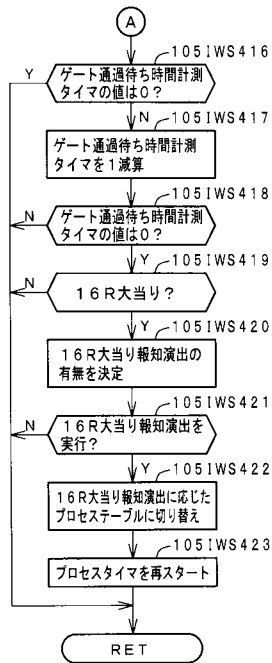 A
105IWS416
Y
ゲート通過待ち時間計測
タイマの値は0?
N
105IWS417
ゲート通過待ち時間計測
タイマを1減算
105IWS418
N
ゲート通過待ち時間計測
タイマの値は0?
Y
105IWS419
N
16R大当り?
Y
105IWS420
16R大当り報知演出の
有無を決定
105IWS421
N
16R大当り報知演出を
実行?
Y
105IWS422
16R大当り報知演出に応じた
プロセステーブルに切り替え
105IWS423
プロセスタイマを再スタート
RET